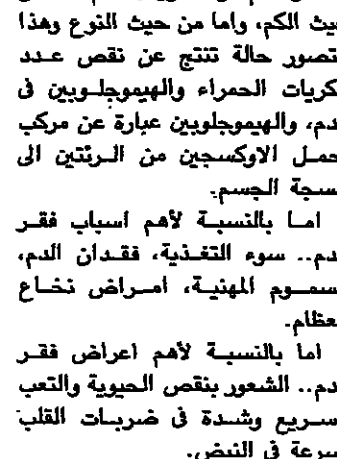 يث الكم، واما من حيث النوع وهذا
تصور حالة تنتج عن نقص عدد
كريات الحمراء والهيموجلوبين فى
دم، والهيموجلوبين عبارة عن مركب
حمل الاوكسجين من الرئتين الى
سجة الجسم.
اما بالنسبة لأهم اسباب فقر
دم.. سوء التغذية، فقدان الدم،
سموم المهنية، امراض نخاع
عظام.
اما بالنسبة لأهم اعراض فقر
دم.. الشعور بنقص الحيوية والتعب
سريع وشدة فى ضربات القلب
سرعة فى النبض.